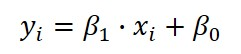 yᵢ = β₁ · xᵢ + β₀